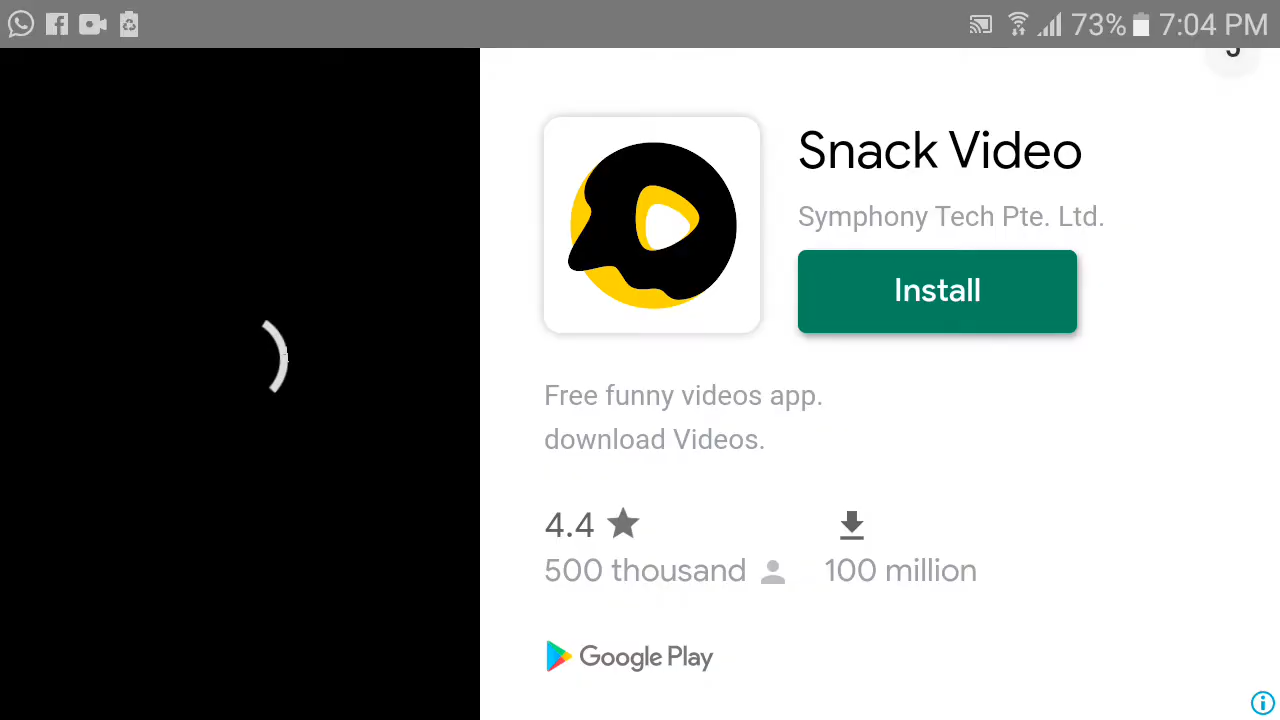 73% 7:04 PM
Snack Video
Symphony Tech Pte. Ltd.
Install
Free funny videos app.
download Videos.
4.4
500 thousand 100 million
Google Play